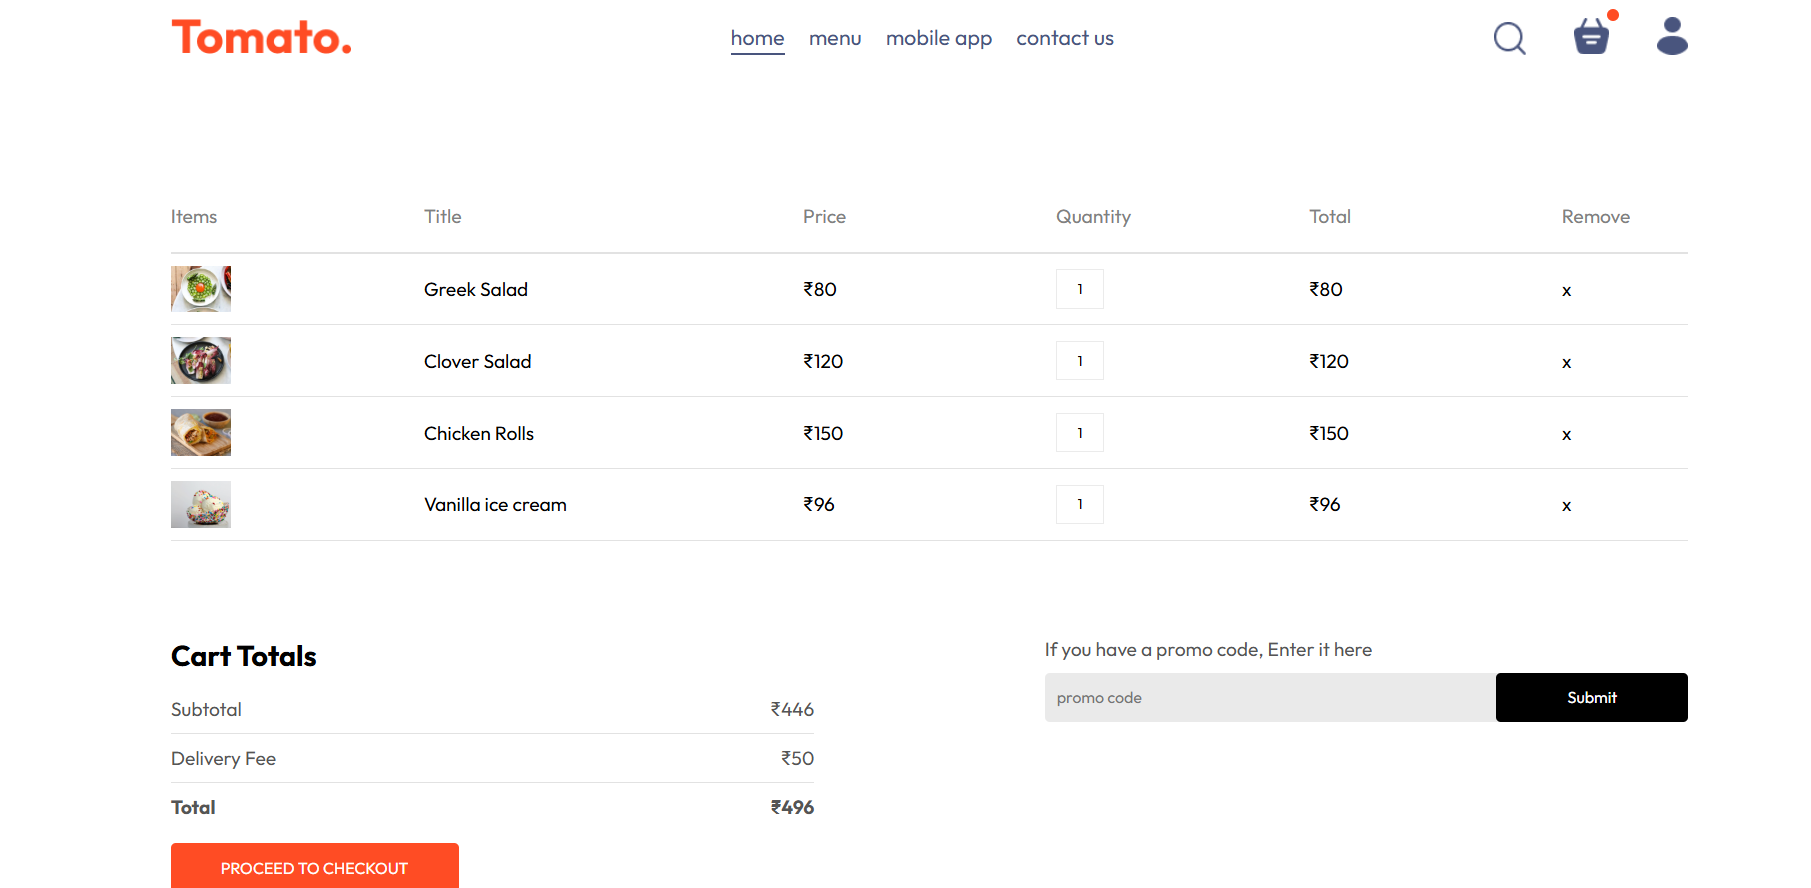 Tomato.
home menu mobile app contact us
Items Title Price Quantity Total Remove
Greek Salad ₹80 1 ₹80 x
Clover Salad ₹120 1 ₹120 x
Chicken Rolls ₹150 1 ₹150 x
Vanilla ice cream ₹96 1 ₹96 x
Cart Totals
Subtotal ₹446
Delivery Fee ₹50
Total ₹496
PROCEED TO CHECKOUT
If you have a promo code, Enter it here
promo code Submit